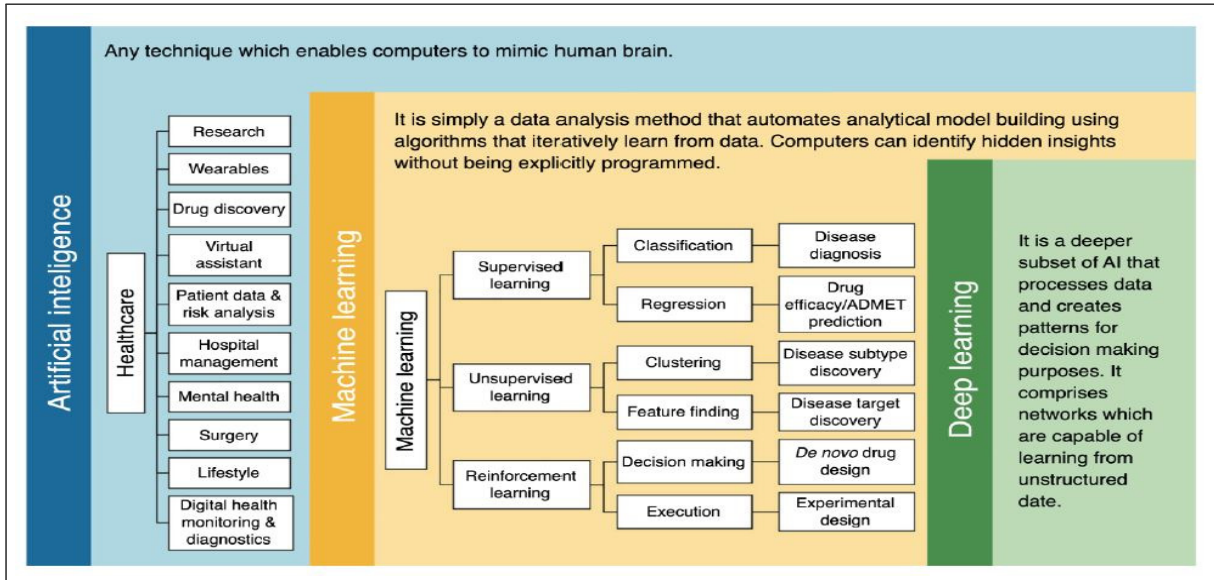 Artificial inteligence
Any technique which enables computers to mimic human brain.
Healthcare
Research
Wearables
Drug discovery
Virtual
assistant
Patient data &
risk analysis
Hospital
management
Mental health
Surgery
Lifestyle
Digital health
monitoring &
diagnostics
Machine learning
It is simply a data analysis method that automates analytical model building using
algorithms that iteratively learn from data. Computers can identify hidden insights
without being explicitly programmed.
Machine learning
Supervised
learning
Classification
Disease
diagnosis
Regression
Drug
efficacy/ADMET
prediction
Unsupervised
learning
Clustering
Disease subtype
discovery
Feature finding
Disease target
discovery
Reinforcement
learning
Decision making
De novo drug
design
Execution
Experimental
design
Deep learning
It is a deeper
subset of AI that
processes data
and creates
patterns for
decision making
purposes. It
comprises
networks which
are capable of
learning from
unstructured
date.